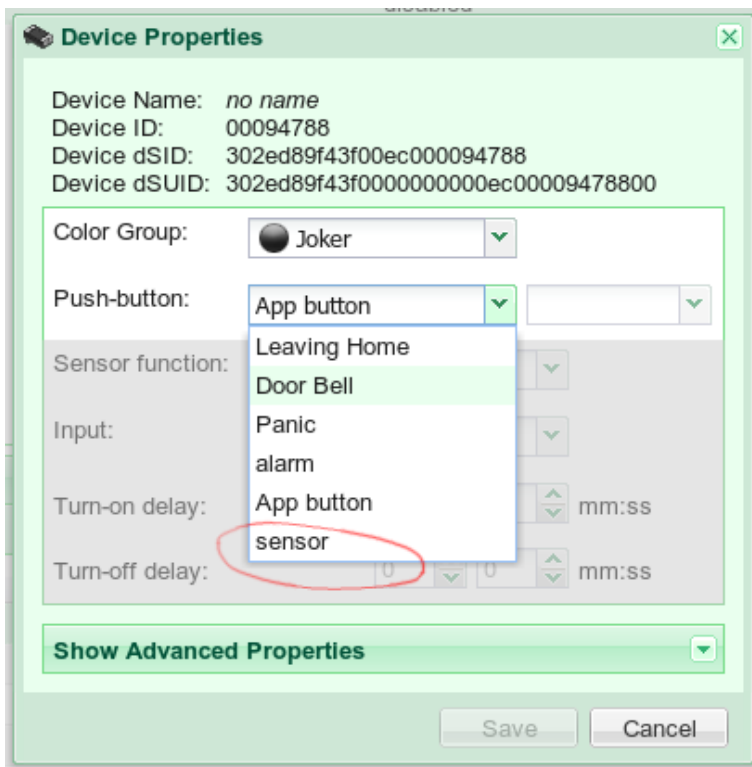 disabled
Device Properties
Device Name: no name
Device ID: 00094788
Device dSID: 302ed89f43f00ec000094788
Device dSUID: 302ed89f43f0000000000ec00009478800
Color Group: Joker
Push-button: App button
Leaving Home
Sensor function:
Door Bell
Panic
Input:
alarm
App button
Turn-on delay: mm:ss
sensor
Turn-off delay: 0 0 mm:ss
Show Advanced Properties
Save Cancel